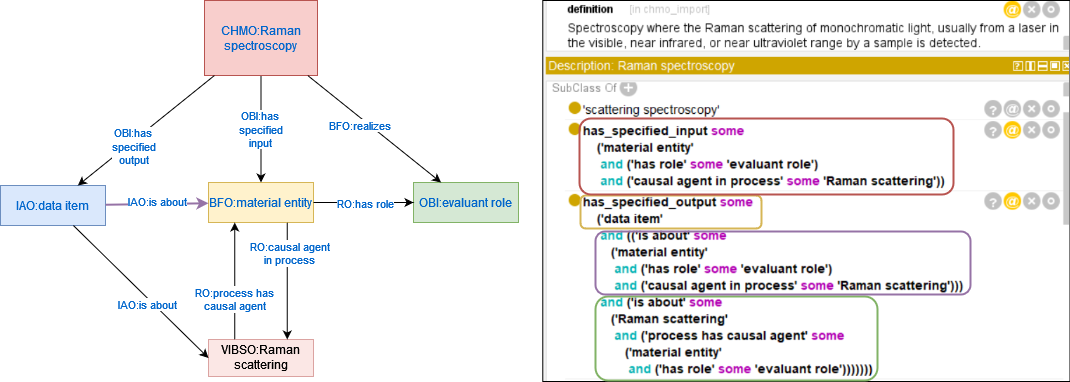 CHMO:Raman
spectroscopy
OBI:has
specified
output
OBI:has
specified
input
BFO:realizes
IAO:data item
IAO:is about
BFO:material entity
RO:has role
OBI:evaluant role
RO:causal agent
in process
IAO:is about
RO:process has
causal agent
VIBSO:Raman
scattering
definition [in chmo_import]
Spectroscopy where the Raman scattering of monochromatic light, usually from a laser in
the visible, near infrared, or near ultraviolet range by a sample is detected.
Description: Raman spectroscopy
SubClass Of
'scattering spectroscopy'
has_specified_input some
('material entity'
and ('has role' some 'evaluant role')
and ('causal agent in process' some 'Raman scattering'))
has_specified_output some
('data item'
and (('is about' some
('material entity'
and ('has role' some 'evaluant role')
and ('causal agent in process' some 'Raman scattering')))
and ('is about' some
('Raman scattering'
and ('process has causal agent' some
('material entity'
and ('has role' some 'evaluant role')))))))